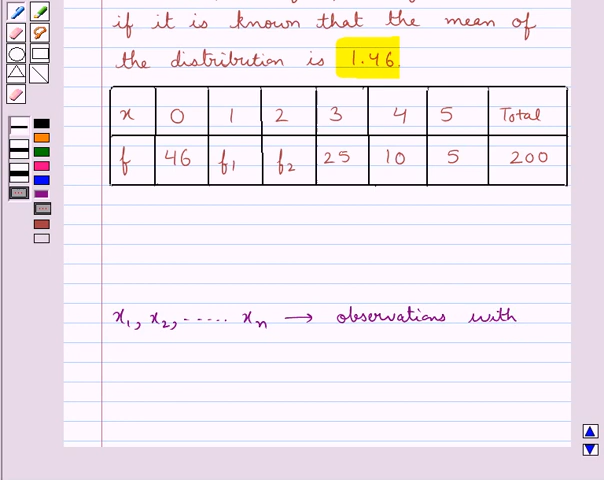 if it is known that the mean of
the distribution is 1.46.
x 0 1 2 3 4 5 Total
f 46 f₁ f₂ 25 10 5 200
x₁, x₂, ..... xₙ → observations with